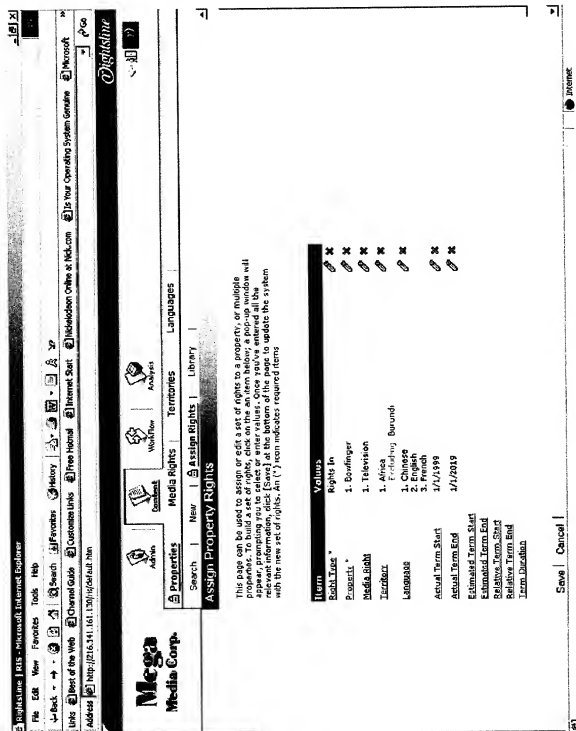 RightsLine | RIS - Microsoft Internet Explorer
File Edit View Favorites Tools Help
Back Search Favorites History
Links Best of the Web Channel Guide Customize Links Free Hotmail Internet Start Nickelodeon Online at Nick.com Is Your Operating System Genuine Microsoft
Address http://216.141.161.130/ris/default.htm Go
Rightsline
Mega
Media Corp.
Admin Content Workflow Analysis
Properties Media Rights Territories Languages
Search | New | Assign Rights | Library |
Assign Property Rights
This page can be used to assign or edit a set of rights to a property, or multiple
properties. To build a set of rights, click on the an item below; a pop-up window will
appear, prompting you to select or enter values. Once you've entered all the
relevant information, click [Save] at the bottom of the page to update the system
with the new set of rights. An (*) icon indicates required items
Item Values
Right Type * Rights In
Property * 1. Bowfinger
Media Right 1. Television
Territory 1. Africa
Excluding Burundi
Language 1. Chinese
2. English
3. French
Actual Term Start 1/1/1999
Actual Term End 1/1/2019
Estimated Term Start
Estimated Term End
Relative Term Start
Relative Term End
Term Duration
Save | Cancel |
Internet